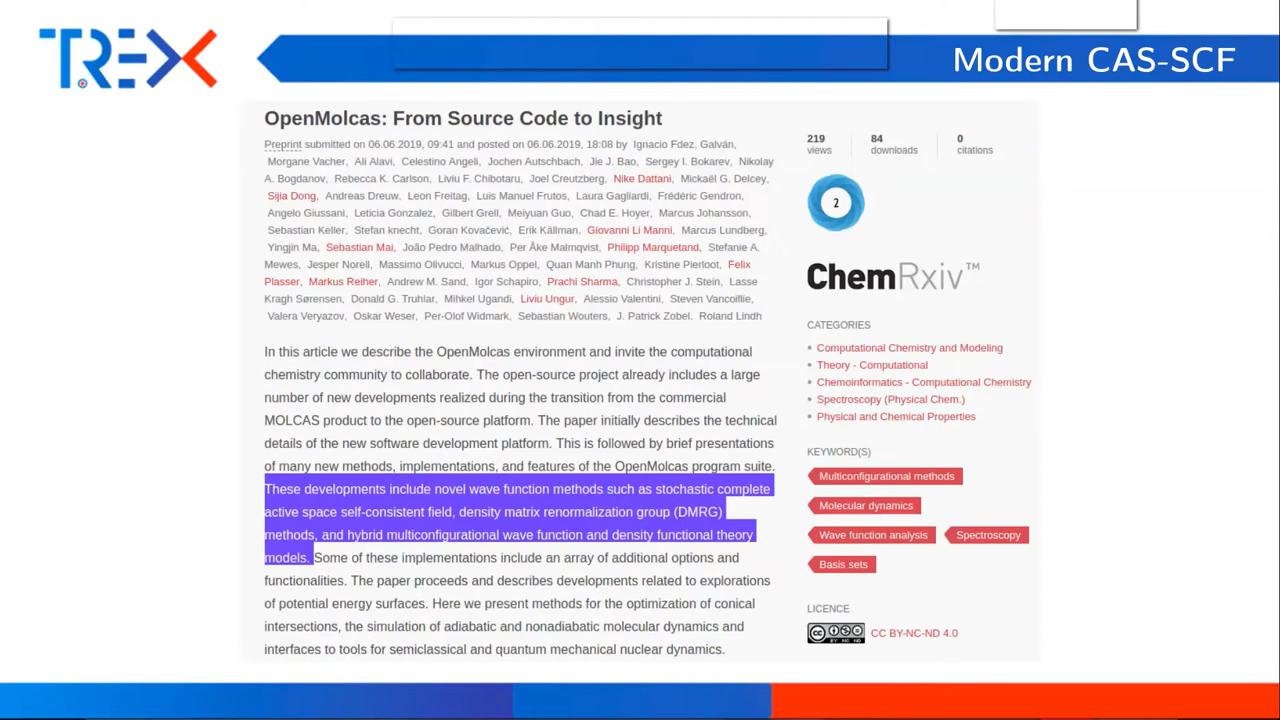 TREX
Modern CAS-SCF
OpenMolcas: From Source Code to Insight
Preprint submitted on 06.06.2019, 09:41 and posted on 06.06.2019, 18:08 by Ignacio Fdez. Galván,
Morgane Vacher, Ali Alavi, Celestino Angeli, Jochen Autschbach, Jie J. Bao, Sergey I. Bokarev, Nikolay
A. Bogdanov, Rebecca K. Carlson, Liviu F. Chibotaru, Joel Creutzberg, Nike Dattani, Mickaël G. Delcey,
Sijia Dong, Andreas Dreuw, Leon Freitag, Luis Manuel Frutos, Laura Gagliardi, Frédéric Gendron,
Angelo Giussani, Leticia Gonzalez, Gilbert Grell, Meiyuan Guo, Chad E. Hoyer, Marcus Johansson,
Sebastian Keller, Stefan knecht, Goran Kovačević, Erik Källman, Giovanni Li Manni, Marcus Lundberg,
Yingjin Ma, Sebastian Mai, João Pedro Malhado, Per Åke Malmqvist, Philipp Marquetand, Stefanie A.
Mewes, Jesper Norell, Massimo Olivucci, Markus Oppel, Quan Manh Phung, Kristine Pierloot, Felix
Plasser, Markus Reiher, Andrew M. Sand, Igor Schapiro, Prachi Sharma, Christopher J. Stein, Lasse
Kragh Sørensen, Donald G. Truhlar, Mihkel Ugandi, Liviu Ungur, Alessio Valentini, Steven Vancoillie,
Valera Veryazov, Oskar Weser, Per-Olof Widmark, Sebastian Wouters, J. Patrick Zobel, Roland Lindh
In this article we describe the OpenMolcas environment and invite the computational
chemistry community to collaborate. The open-source project already includes a large
number of new developments realized during the transition from the commercial
MOLCAS product to the open-source platform. The paper initially describes the technical
details of the new software development platform. This is followed by brief presentations
of many new methods, implementations, and features of the OpenMolcas program suite.
These developments include novel wave function methods such as stochastic complete
active space self-consistent field, density matrix renormalization group (DMRG)
methods, and hybrid multiconfigurational wave function and density functional theory
models. Some of these implementations include an array of additional options and
functionalities. The paper proceeds and describes developments related to explorations
of potential energy surfaces. Here we present methods for the optimization of conical
intersections, the simulation of adiabatic and nonadiabatic molecular dynamics and
interfaces to tools for semiclassical and quantum mechanical nuclear dynamics.
219 84 0
views downloads citations
2
ChemRxiv™
CATEGORIES
• Computational Chemistry and Modeling
• Theory - Computational
• Chemoinformatics - Computational Chemistry
• Spectroscopy (Physical Chem.)
• Physical and Chemical Properties
KEYWORD(S)
Multiconfigurational methods
Molecular dynamics
Wave function analysis Spectroscopy
Basis sets
LICENCE
CC BY NC ND CC BY-NC-ND 4.0